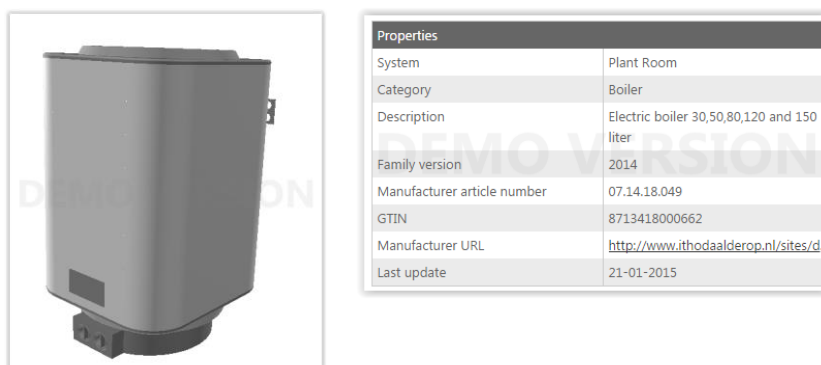 DEMO VERSION
Properties
System Plant Room
Category Boiler
Description Electric boiler 30,50,80,120 and 150
liter
DEMO VERSION
Family version 2014
Manufacturer article number 07.14.18.049
GTIN 8713418000662
Manufacturer URL http://www.ithodaalderop.nl/sites/d
Last update 21-01-2015